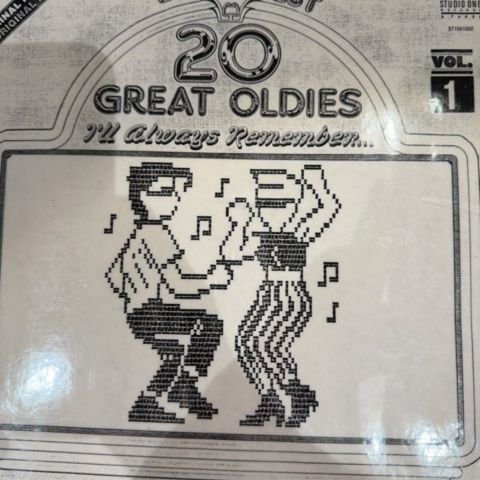 STUDIO ONE
20
GREAT OLDIES
I'll Always Remember...
VOL.
1